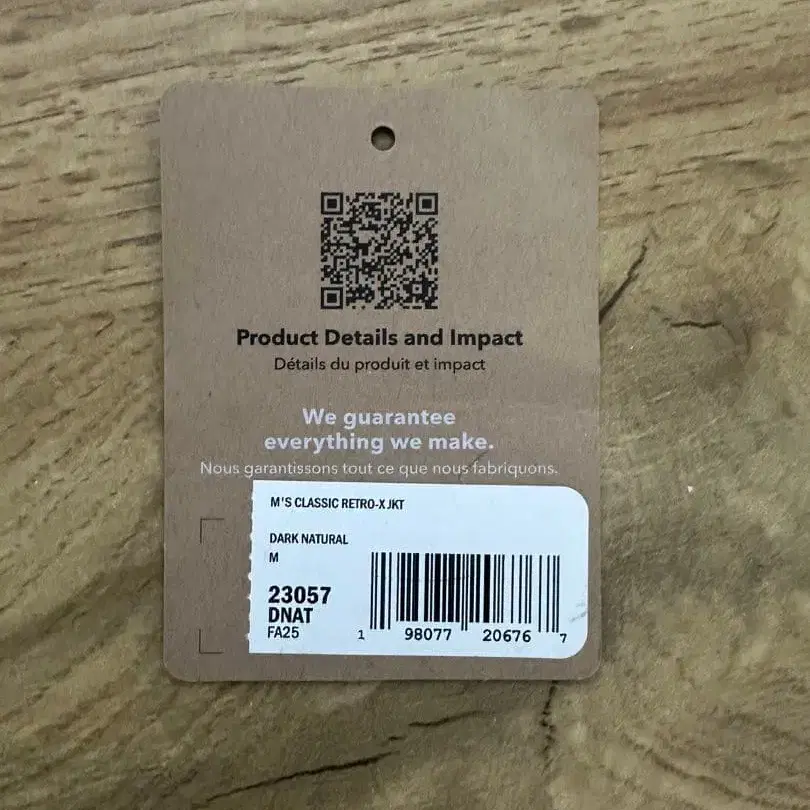 Product Details and Impact
Détails du produit et impact
We guarantee
everything we make.
Nous garantissons tout ce que nous fabriquons.
M'S CLASSIC RETRO-X JKT
DARK NATURAL
M
23057
DNAT
FA25
1 98077 20676 7